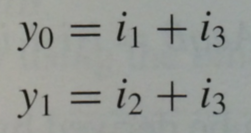 y₀ = i₁ + i₃
y₁ = i₂ + i₃